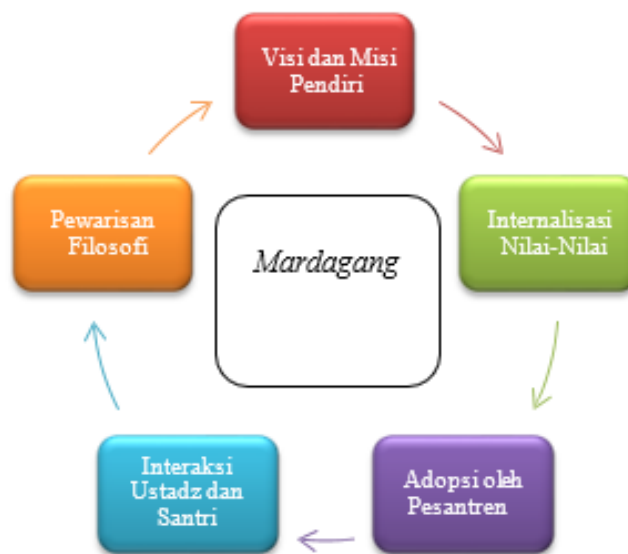 Visi dan Misi
Pendiri
Pewarisan
Filosofi
Mardagang
Internalisasi
Nilai-Nilai
Interaksi
Ustadz dan
Santri
Adopsi oleh
Pesantren